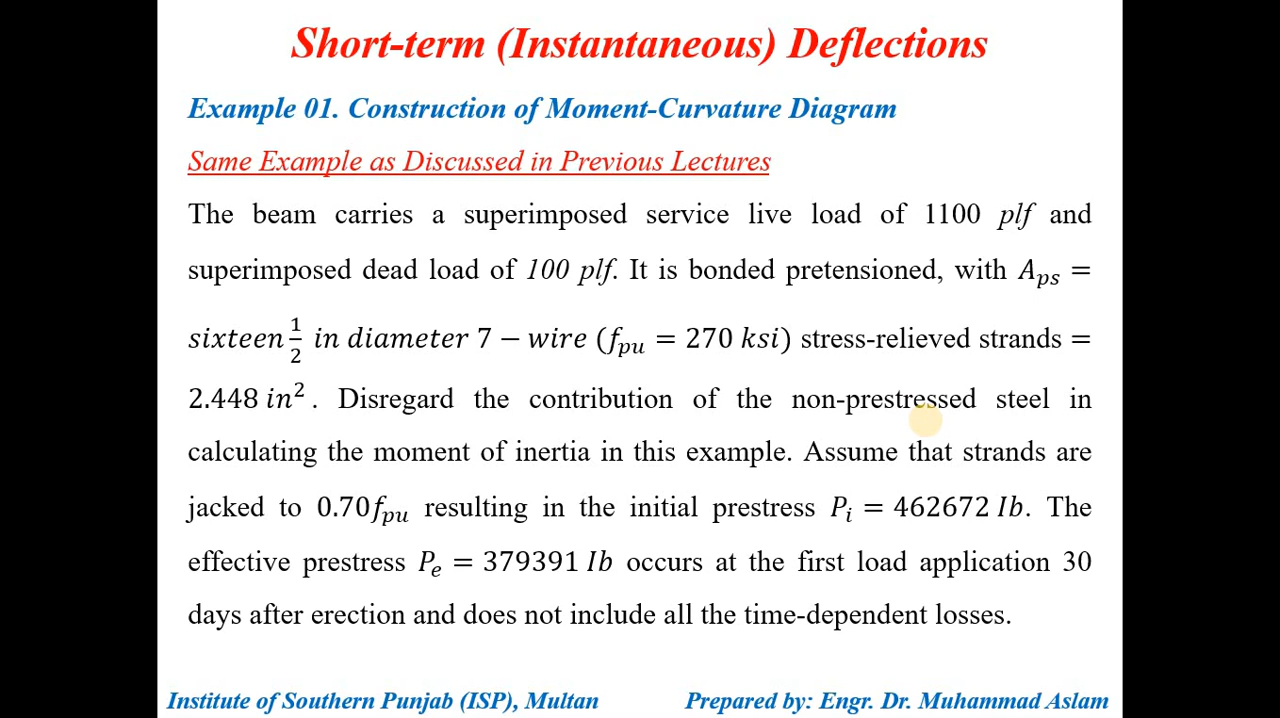 Short-term (Instantaneous) Deflections
Example 01. Construction of Moment-Curvature Diagram
Same Example as Discussed in Previous Lectures
The beam carries a superimposed service live load of 1100 plf and
superimposed dead load of 100 plf. It is bonded pretensioned, with A_ps =
sixteen 1/2 in diameter 7 − wire (f_pu = 270 ksi) stress-relieved strands =
2.448 in². Disregard the contribution of the non-prestressed steel in
calculating the moment of inertia in this example. Assume that strands are
jacked to 0.70f_pu resulting in the initial prestress P_i = 462672 Ib. The
effective prestress P_e = 379391 Ib occurs at the first load application 30
days after erection and does not include all the time-dependent losses.
Institute of Southern Punjab (ISP), Multan Prepared by: Engr. Dr. Muhammad Aslam